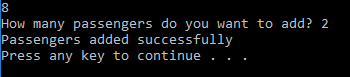 8
How many passengers do you want to add? 2
Passengers added successfully
Press any key to continue . . .